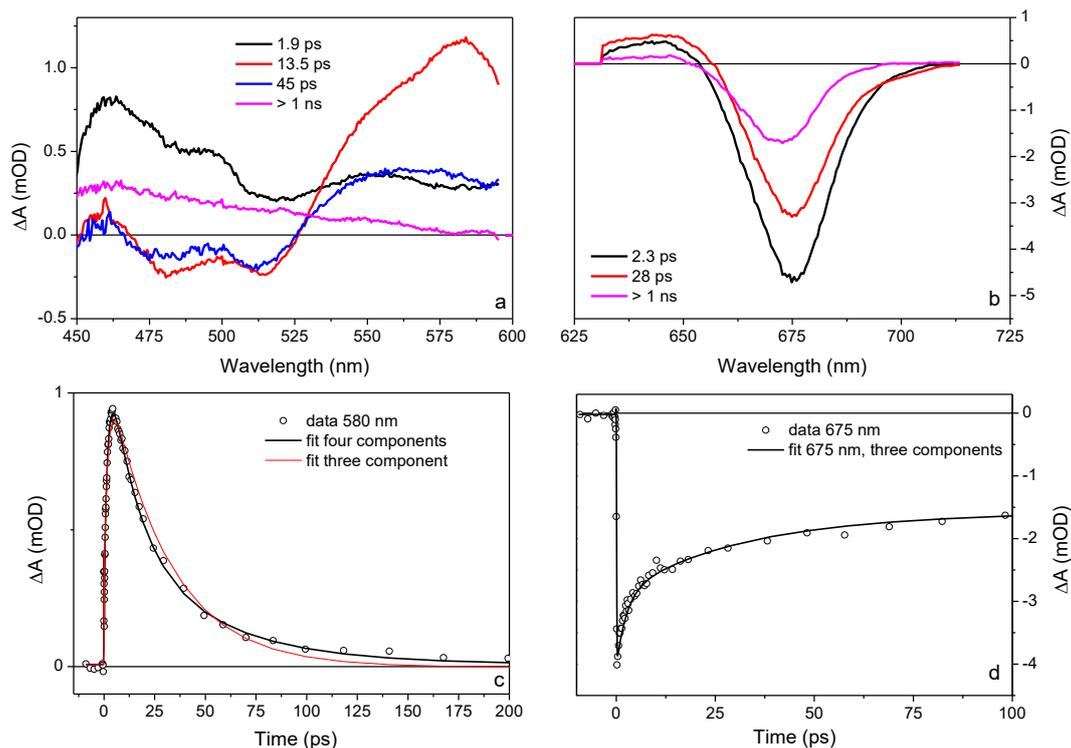 1.9 ps
13.5 ps
45 ps
> 1 ns
1.0
0.5
0.0
-0.5
ΔA (mOD)
450 475 500 525 550 575 600
Wavelength (nm)
a
2.3 ps
28 ps
> 1 ns
1
0
-1
-2
-3
-4
-5
ΔA (mOD)
625 650 675 700 725
Wavelength (nm)
b
data 580 nm
fit four components
fit three component
1
0
ΔA (mOD)
0 25 50 75 100 125 150 175 200
Time (ps)
c
data 675 nm
fit 675 nm, three components
0
-1
-2
-3
-4
ΔA (mOD)
0 25 50 75 100
Time (ps)
d